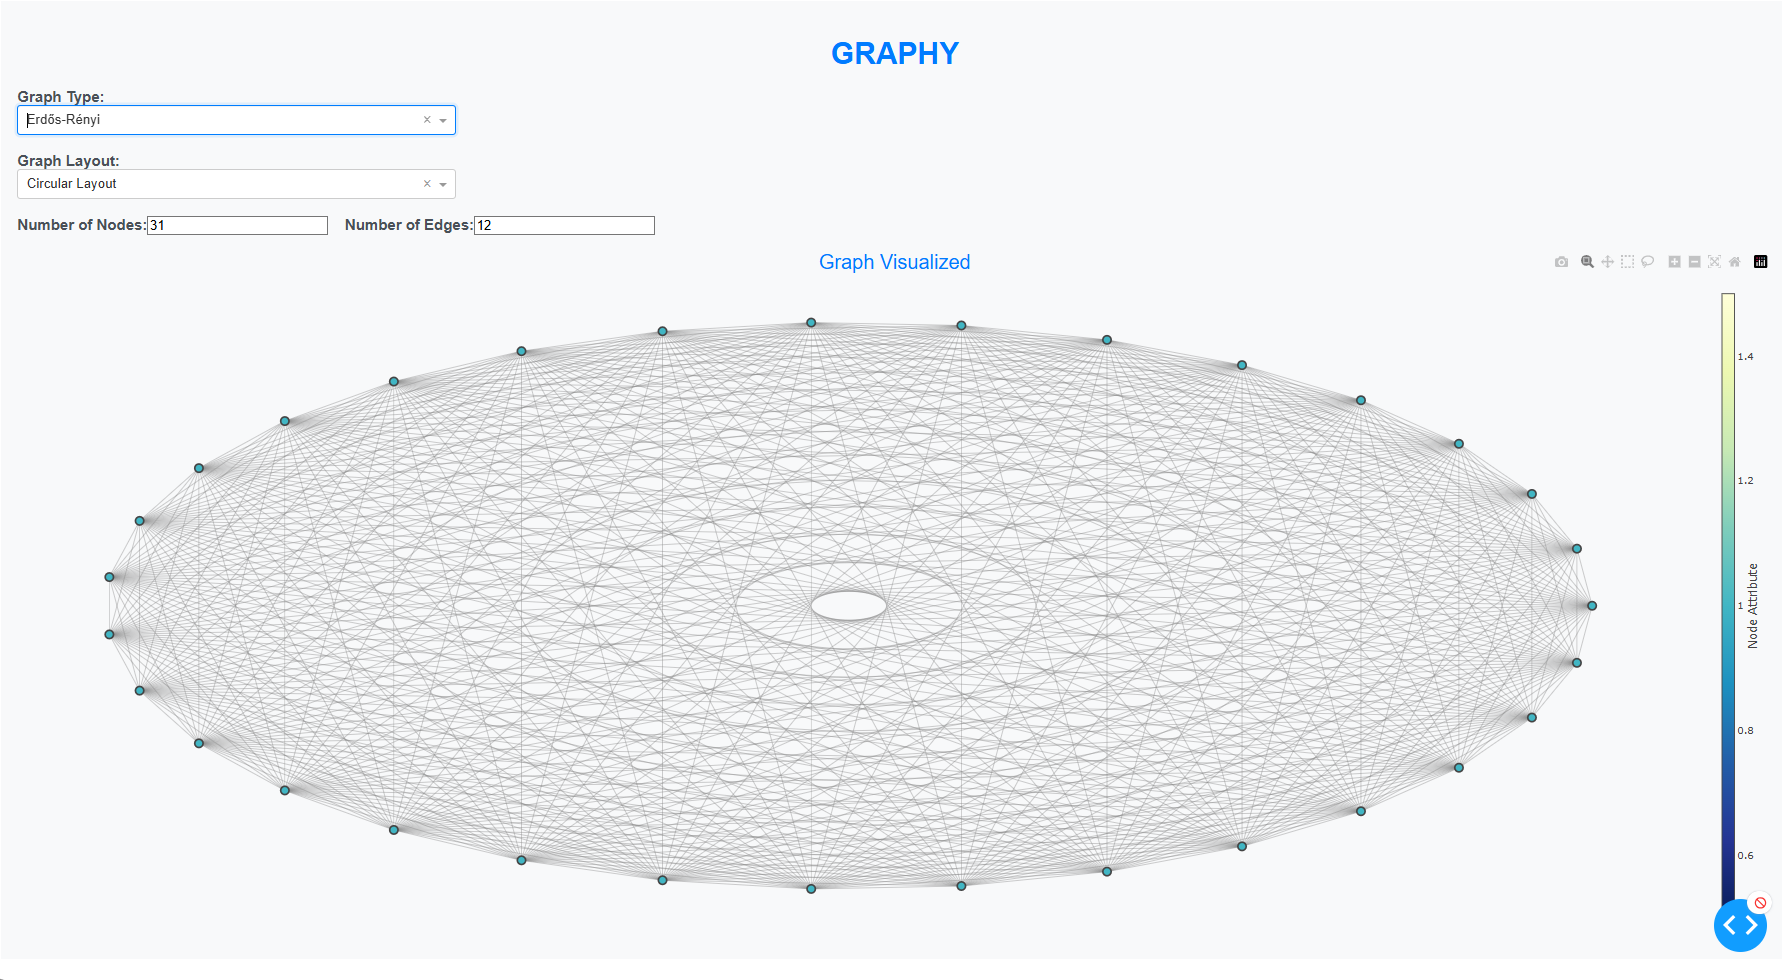 GRAPHY
Graph Type:
Erdős-Rényi
Graph Layout:
Circular Layout
Number of Nodes: 31 Number of Edges: 12
Graph Visualized
1.4
1.2
1
0.8
0.6
Node Attribute